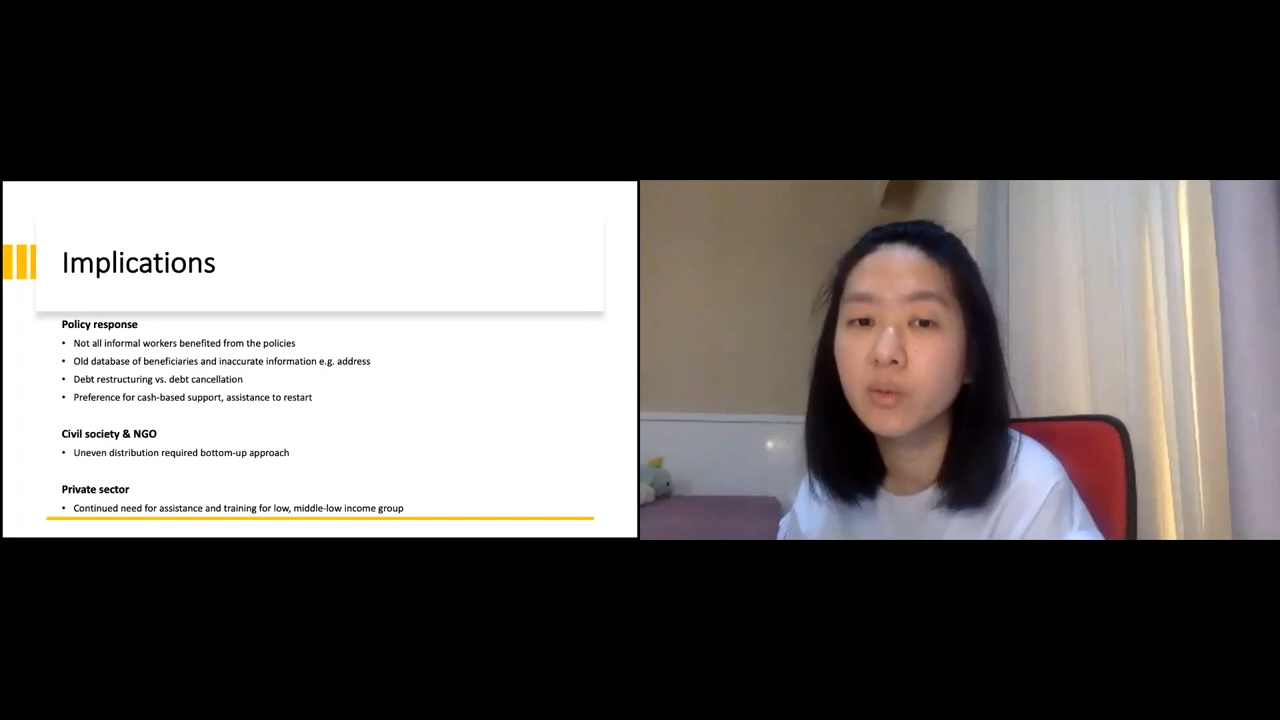 Implications
Policy response
• Not all informal workers benefited from the policies
• Old database of beneficiaries and inaccurate information e.g. address
• Debt restructuring vs. debt cancellation
• Preference for cash-based support, assistance to restart
Civil society & NGO
• Uneven distribution required bottom-up approach
Private sector
• Continued need for assistance and training for low, middle-low income group